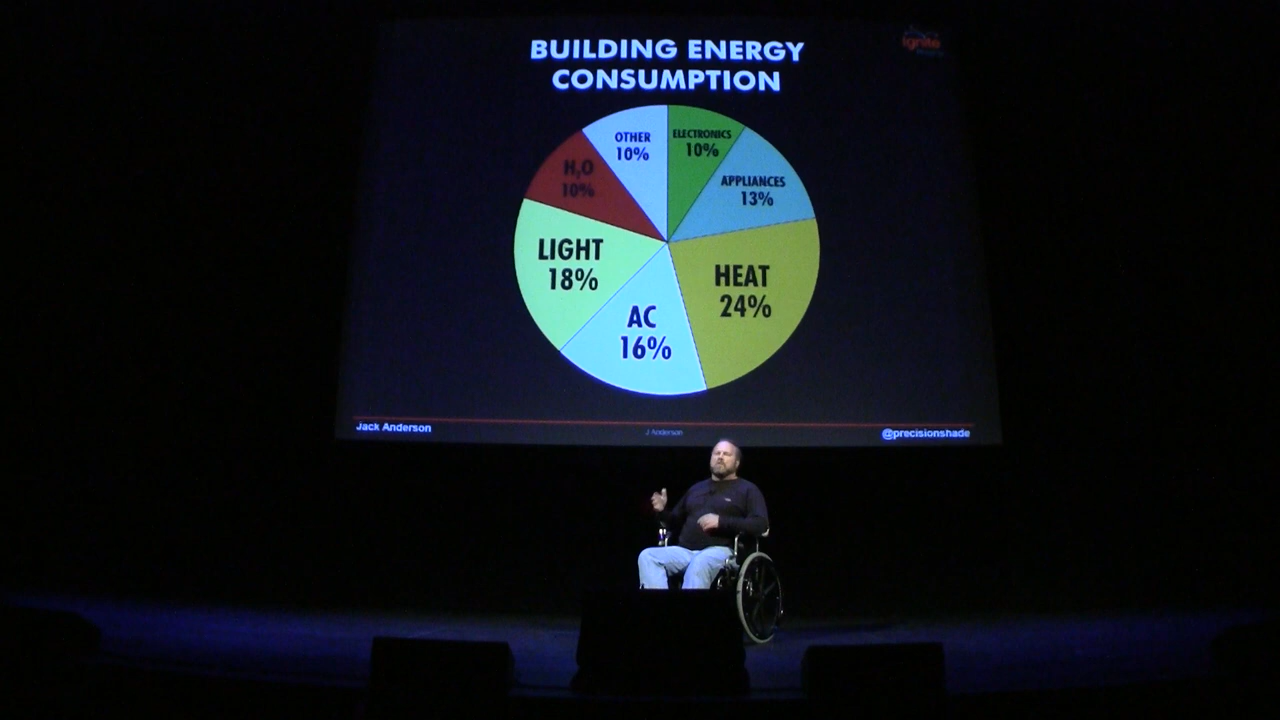 BUILDING ENERGY
CONSUMPTION
ignite
OTHER
10%
ELECTRONICS
10%
H₂O
10%
APPLIANCES
13%
LIGHT
18%
HEAT
24%
AC
16%
Jack Anderson
J Anderson
@precisionshade